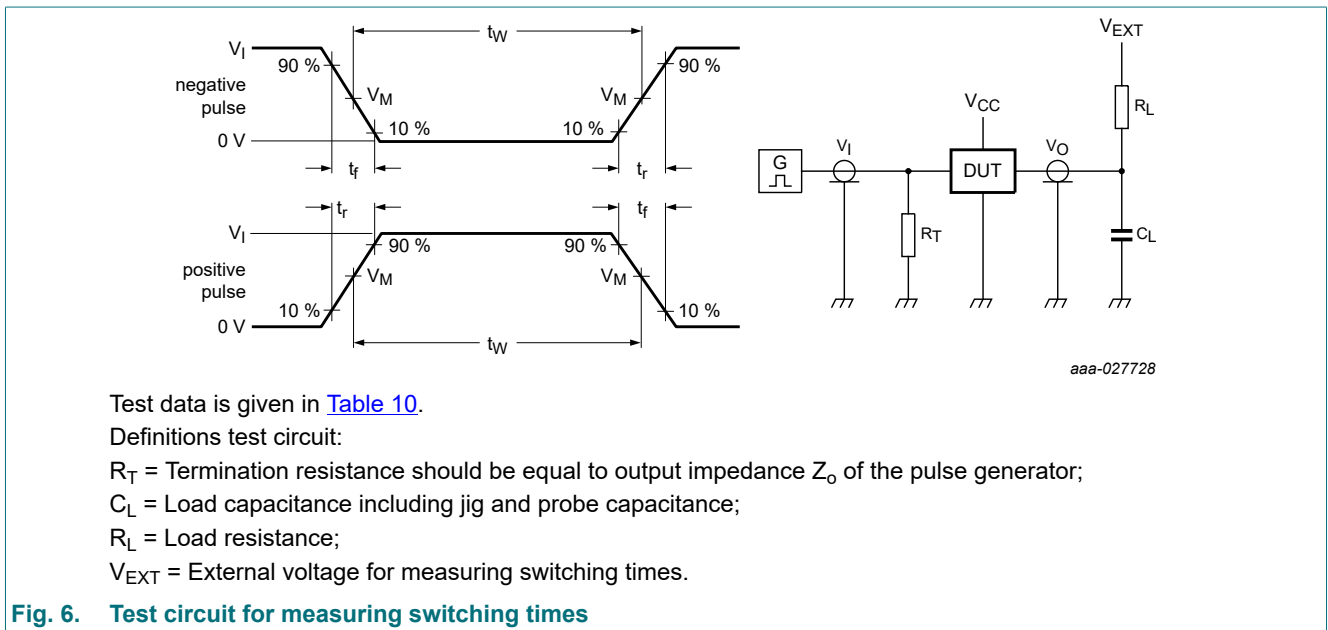 V_I
90 %
t_W
90 %
negative
pulse
V_M
V_M
10 %
10 %
0 V
t_f
t_r
t_r
t_f
V_I
90 %
90 %
positive
pulse
V_M
V_M
10 %
10 %
0 V
t_W
V_EXT
R_L
V_CC
G
V_I
DUT
V_O
R_T
C_L
aaa-027728
Test data is given in Table 10.
Definitions test circuit:
R_T = Termination resistance should be equal to output impedance Z_o of the pulse generator;
C_L = Load capacitance including jig and probe capacitance;
R_L = Load resistance;
V_EXT = External voltage for measuring switching times.
Fig. 6. Test circuit for measuring switching times